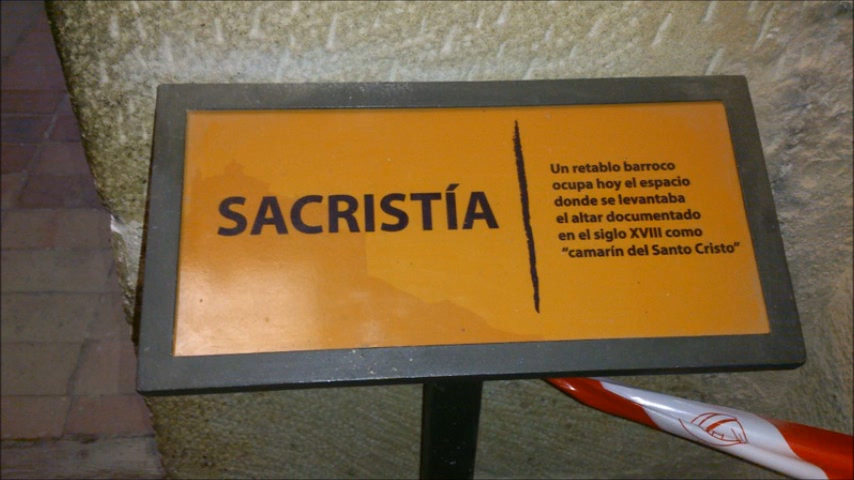 SACRISTÍA
Un retablo barroco
ocupa hoy el espacio
donde se levantaba
el altar documentado
en el siglo XVIII como
"camarín del Santo Cristo"